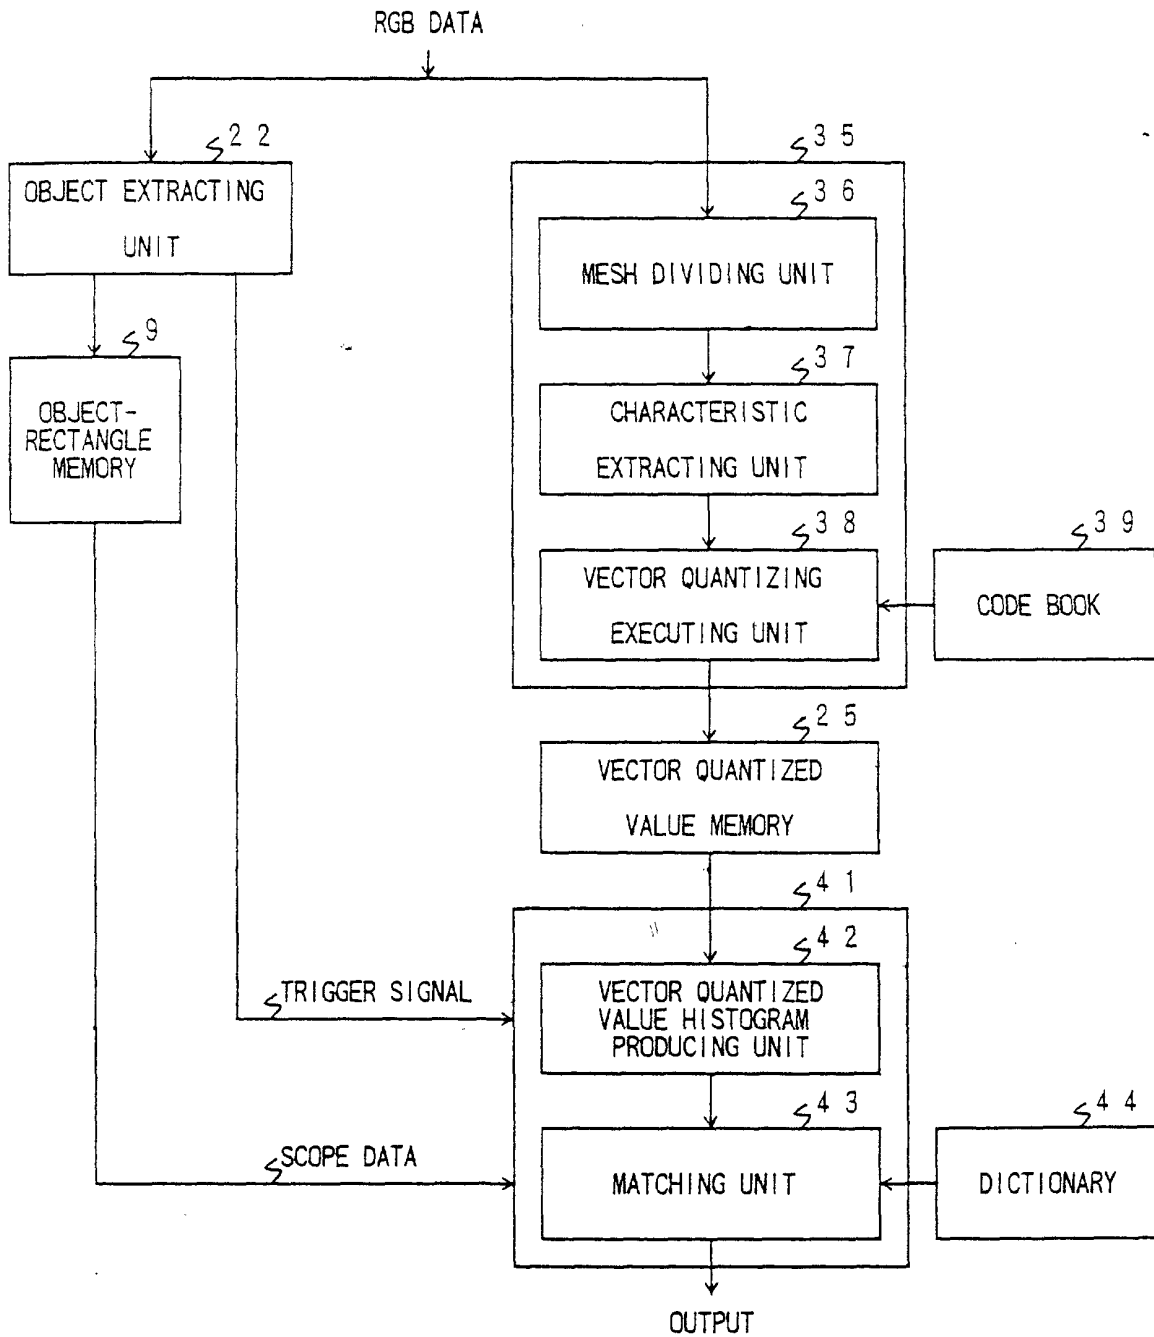 RGB DATA
22
OBJECT EXTRACTING
UNIT
35
36
MESH DIVIDING UNIT
9
OBJECT-
RECTANGLE
MEMORY
37
CHARACTERISTIC
EXTRACTING UNIT
38
VECTOR QUANTIZING
EXECUTING UNIT
39
CODE BOOK
25
VECTOR QUANTIZED
VALUE MEMORY
41
42
VECTOR QUANTIZED
VALUE HISTOGRAM
PRODUCING UNIT
TRIGGER SIGNAL
43
MATCHING UNIT
SCOPE DATA
44
DICTIONARY
OUTPUT